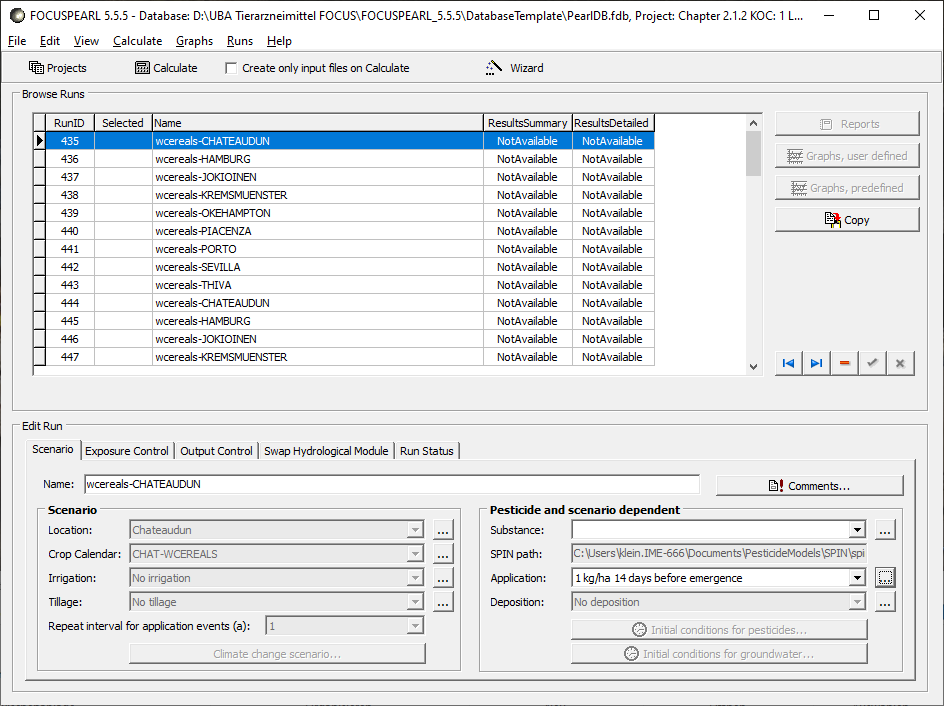 FOCUSPEARL 5.5.5 - Database: D:\UBA Tierarzneimittel FOCUS\FOCUSPEARL_5.5.5\DatabaseTemplate\PearlDB.fdb, Project: Chapter 2.1.2 KOC: 1 L...
File Edit View Calculate Graphs Runs Help
Projects Calculate Create only input files on Calculate Wizard
Browse Runs
RunID Selected Name ResultsSummary ResultsDetailed
435 wcereals-CHATEAUDUN NotAvailable NotAvailable
436 wcereals-HAMBURG NotAvailable NotAvailable
437 wcereals-JOKIOINEN NotAvailable NotAvailable
438 wcereals-KREMSMUENSTER NotAvailable NotAvailable
439 wcereals-OKEHAMPTON NotAvailable NotAvailable
440 wcereals-PIACENZA NotAvailable NotAvailable
441 wcereals-PORTO NotAvailable NotAvailable
442 wcereals-SEVILLA NotAvailable NotAvailable
443 wcereals-THIVA NotAvailable NotAvailable
444 wcereals-CHATEAUDUN NotAvailable NotAvailable
445 wcereals-HAMBURG NotAvailable NotAvailable
446 wcereals-JOKIOINEN NotAvailable NotAvailable
447 wcereals-KREMSMUENSTER NotAvailable NotAvailable
Reports
Graphs, user defined
Graphs, predefined
Copy
Edit Run
Scenario Exposure Control Output Control Swap Hydrological Module Run Status
Name: wcereals-CHATEAUDUN Comments...
Scenario
Location: Chateaudun ...
Crop Calendar: CHAT-WCEREALS ...
Irrigation: No irrigation ...
Tillage: No tillage ...
Repeat interval for application events (a): 1
Climate change scenario...
Pesticide and scenario dependent
Substance: ...
SPIN path: C:\Users\klein.IME-666\Documents\PesticideModels\SPIN\spi
Application: 1 kg/ha 14 days before emergence ...
Deposition: No deposition ...
Initial conditions for pesticides...
Initial conditions for groundwater...